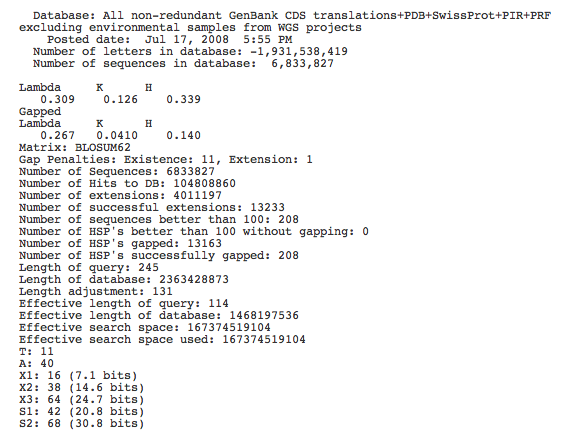 Database: All non-redundant GenBank CDS translations+PDB+SwissProt+PIR+PRF
excluding environmental samples from WGS projects
Posted date:  Jul 17, 2008  5:55 PM
Number of letters in database: -1,931,538,419
Number of sequences in database:  6,833,827
Lambda     K      H
0.309    0.126    0.339
Gapped
Lambda     K      H
0.267   0.0410    0.140
Matrix: BLOSUM62
Gap Penalties: Existence: 11, Extension: 1
Number of Sequences: 6833827
Number of Hits to DB: 104808860
Number of extensions: 4011197
Number of successful extensions: 13233
Number of sequences better than 100: 208
Number of HSP's better than 100 without gapping: 0
Number of HSP's gapped: 13163
Number of HSP's successfully gapped: 208
Length of query: 245
Length of database: 2363428873
Length adjustment: 131
Effective length of query: 114
Effective length of database: 1468197536
Effective search space: 167374519104
Effective search space used: 167374519104
T: 11
A: 40
X1: 16 (7.1 bits)
X2: 38 (14.6 bits)
X3: 64 (24.7 bits)
S1: 42 (20.8 bits)
S2: 68 (30.8 bits)